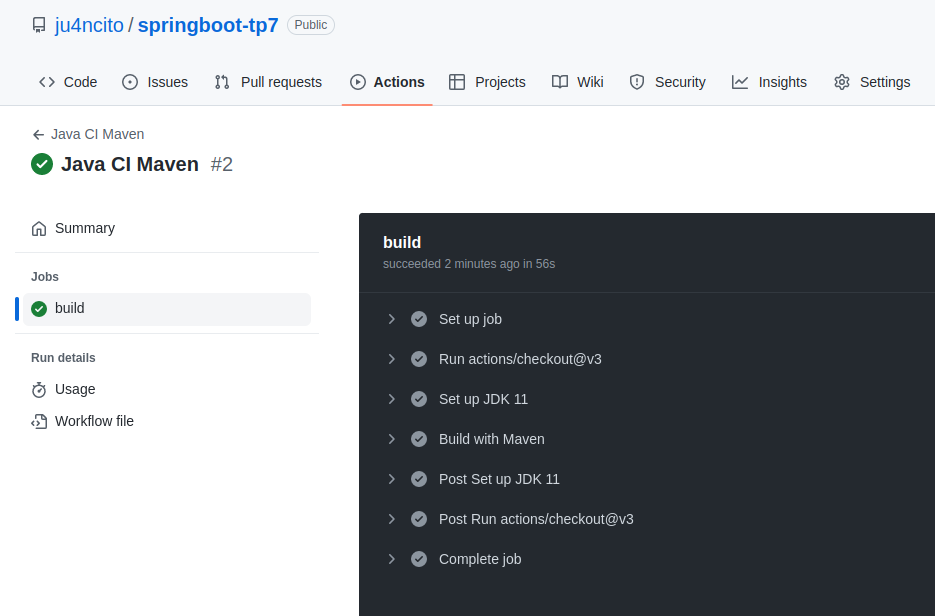 ju4ncito / springboot-tp7 Public
Code Issues Pull requests Actions Projects Wiki Security Insights Settings
Java CI Maven
Java CI Maven #2
Summary
Jobs
build
Run details
Usage
Workflow file
build
succeeded 2 minutes ago in 56s
Set up job
Run actions/checkout@v3
Set up JDK 11
Build with Maven
Post Set up JDK 11
Post Run actions/checkout@v3
Complete job